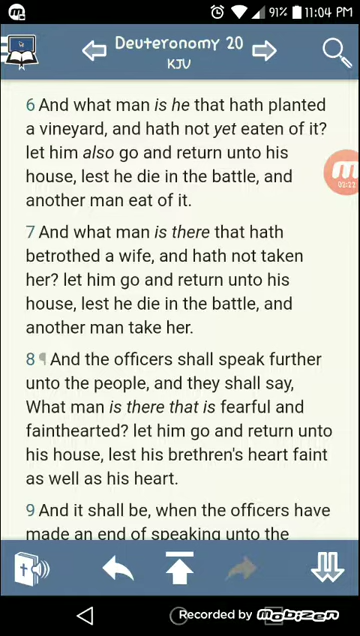 91% 11:04 PM
Deuteronomy 20
KJV
6 And what man is he that hath planted
a vineyard, and hath not yet eaten of it?
let him also go and return unto his
house, lest he die in the battle, and
another man eat of it.
02:22
7 And what man is there that hath
betrothed a wife, and hath not taken
her? let him go and return unto his
house, lest he die in the battle, and
another man take her.
8 ¶ And the officers shall speak further
unto the people, and they shall say,
What man is there that is fearful and
fainthearted? let him go and return unto
his house, lest his brethren's heart faint
as well as his heart.
9 And it shall be, when the officers have
made an end of speaking unto the
Recorded by mobizen